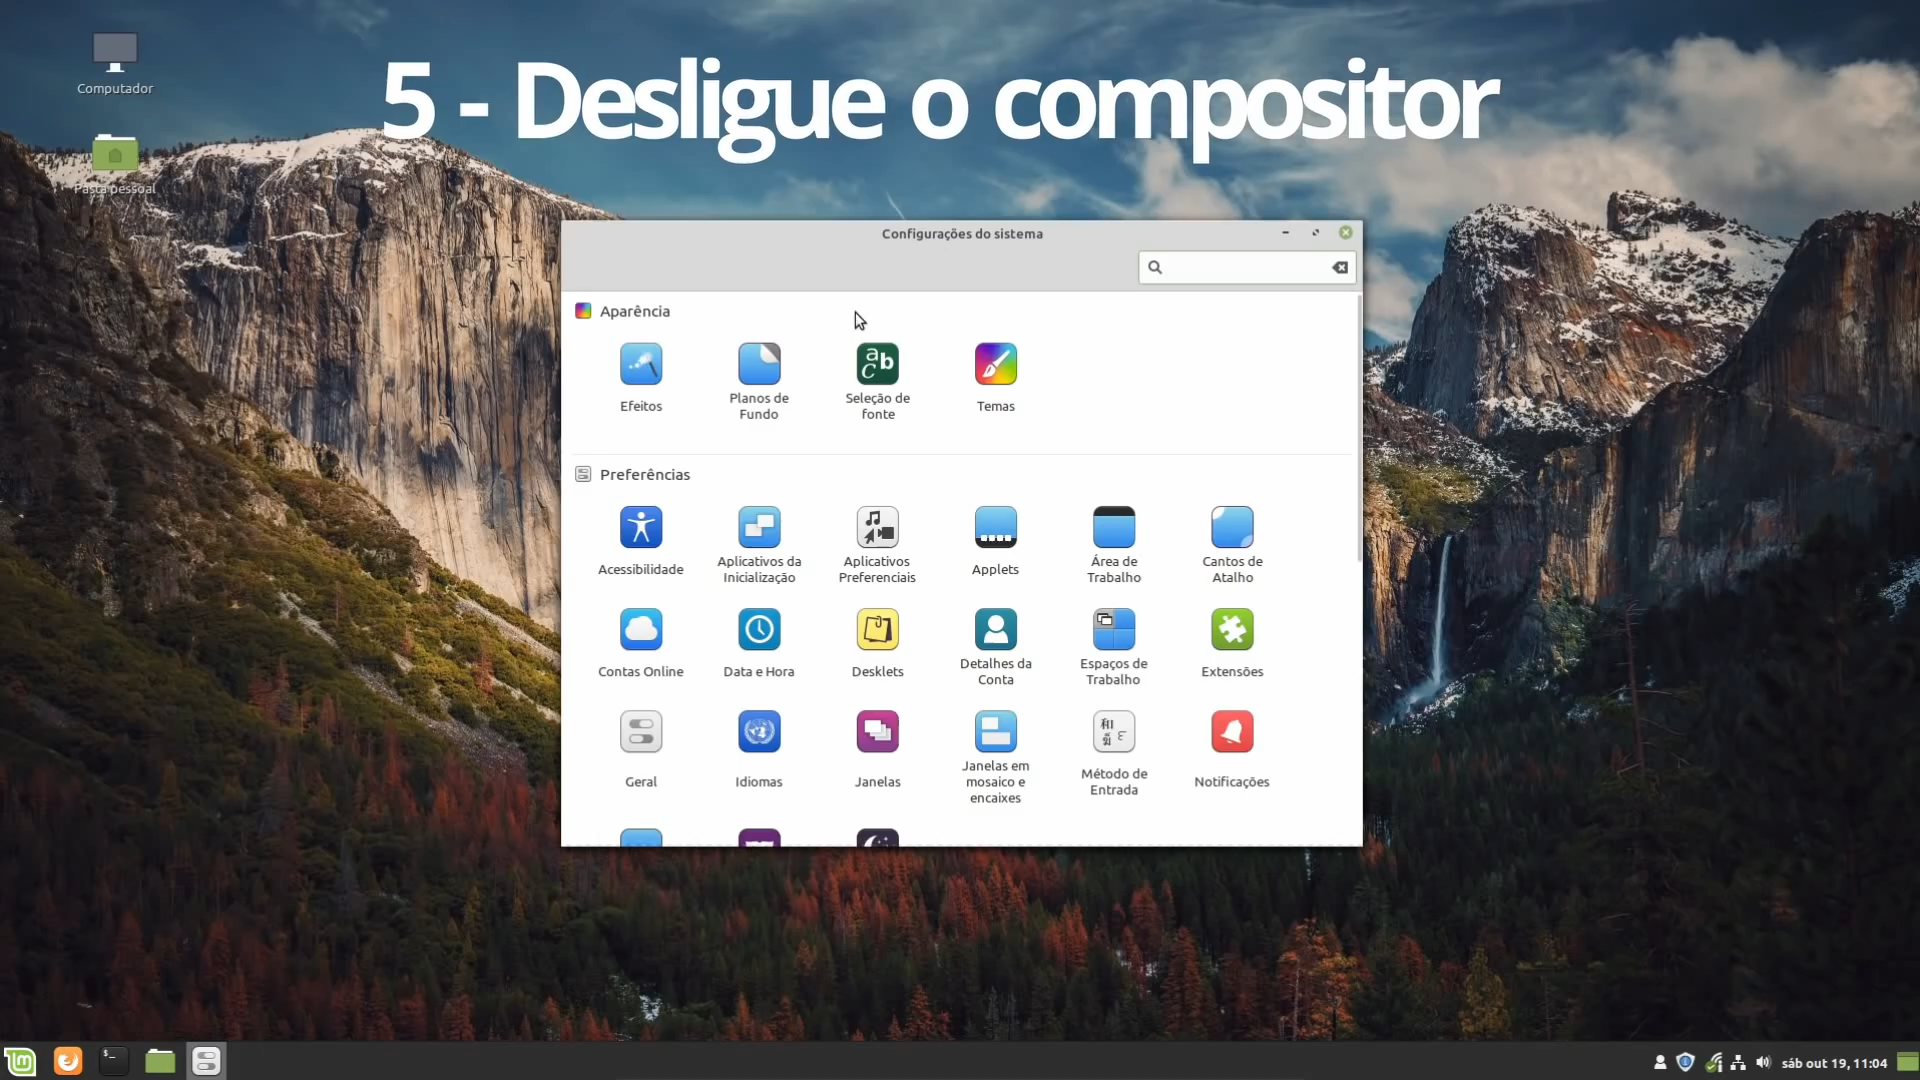 5 - Desligue o compositor
Computador
Pasta pessoal
Configurações do sistema
Aparência
Efeitos
Planos de
Fundo
Seleção de
fonte
Temas
Preferências
Acessibilidade
Aplicativos da
Inicialização
Aplicativos
Preferenciais
Applets
Área de
Trabalho
Cantos de
Atalho
Contas Online
Data e Hora
Desklets
Detalhes da
Conta
Espaços de
Trabalho
Extensões
Geral
Idiomas
Janelas
Janelas em
mosaico e
encaixes
Método de
Entrada
Notificações
sáb out 19, 11:04